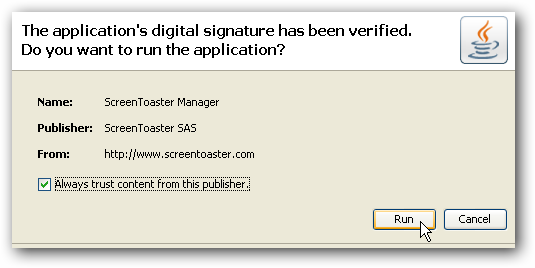 The application's digital signature has been verified.
Do you want to run the application?
Name: ScreenToaster Manager
Publisher: ScreenToaster SAS
From: http://www.screentoaster.com
Always trust content from this publisher.
Run Cancel